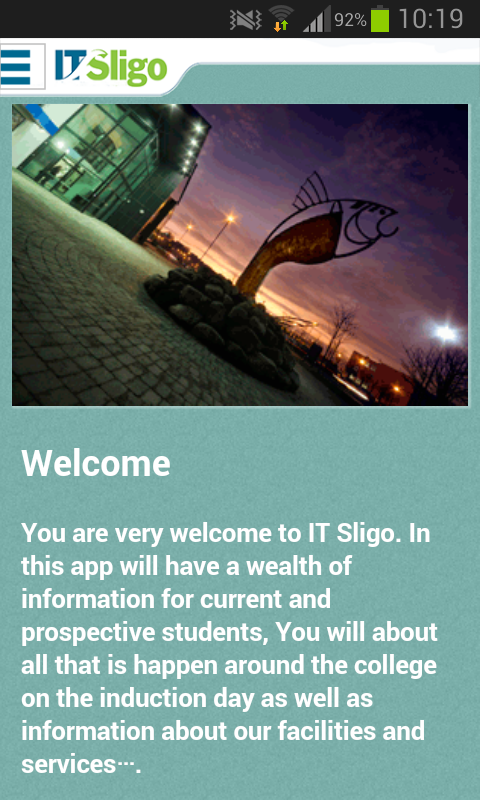 92% 10:19
ITSligo
Welcome
You are very welcome to IT Sligo. In
this app will have a wealth of
information for current and
prospective students, You will about
all that is happen around the college
on the induction day as well as
information about our facilities and
services···.